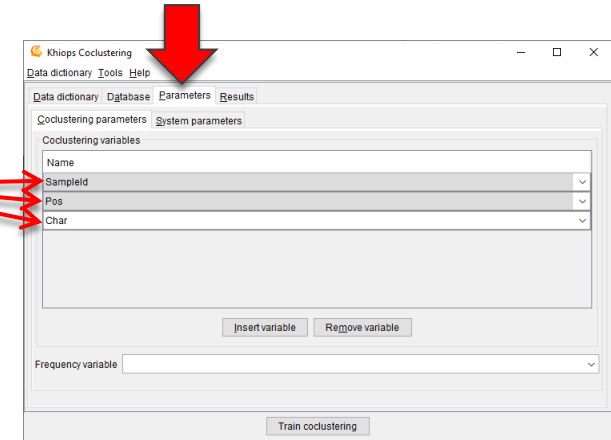 Khiops Coclustering
Data dictionary Tools Help
Data dictionary Database Parameters Results
Coclustering parameters System parameters
Coclustering variables
Name
SampleId
Pos
Char
Insert variable Remove variable
Frequency variable
Train coclustering